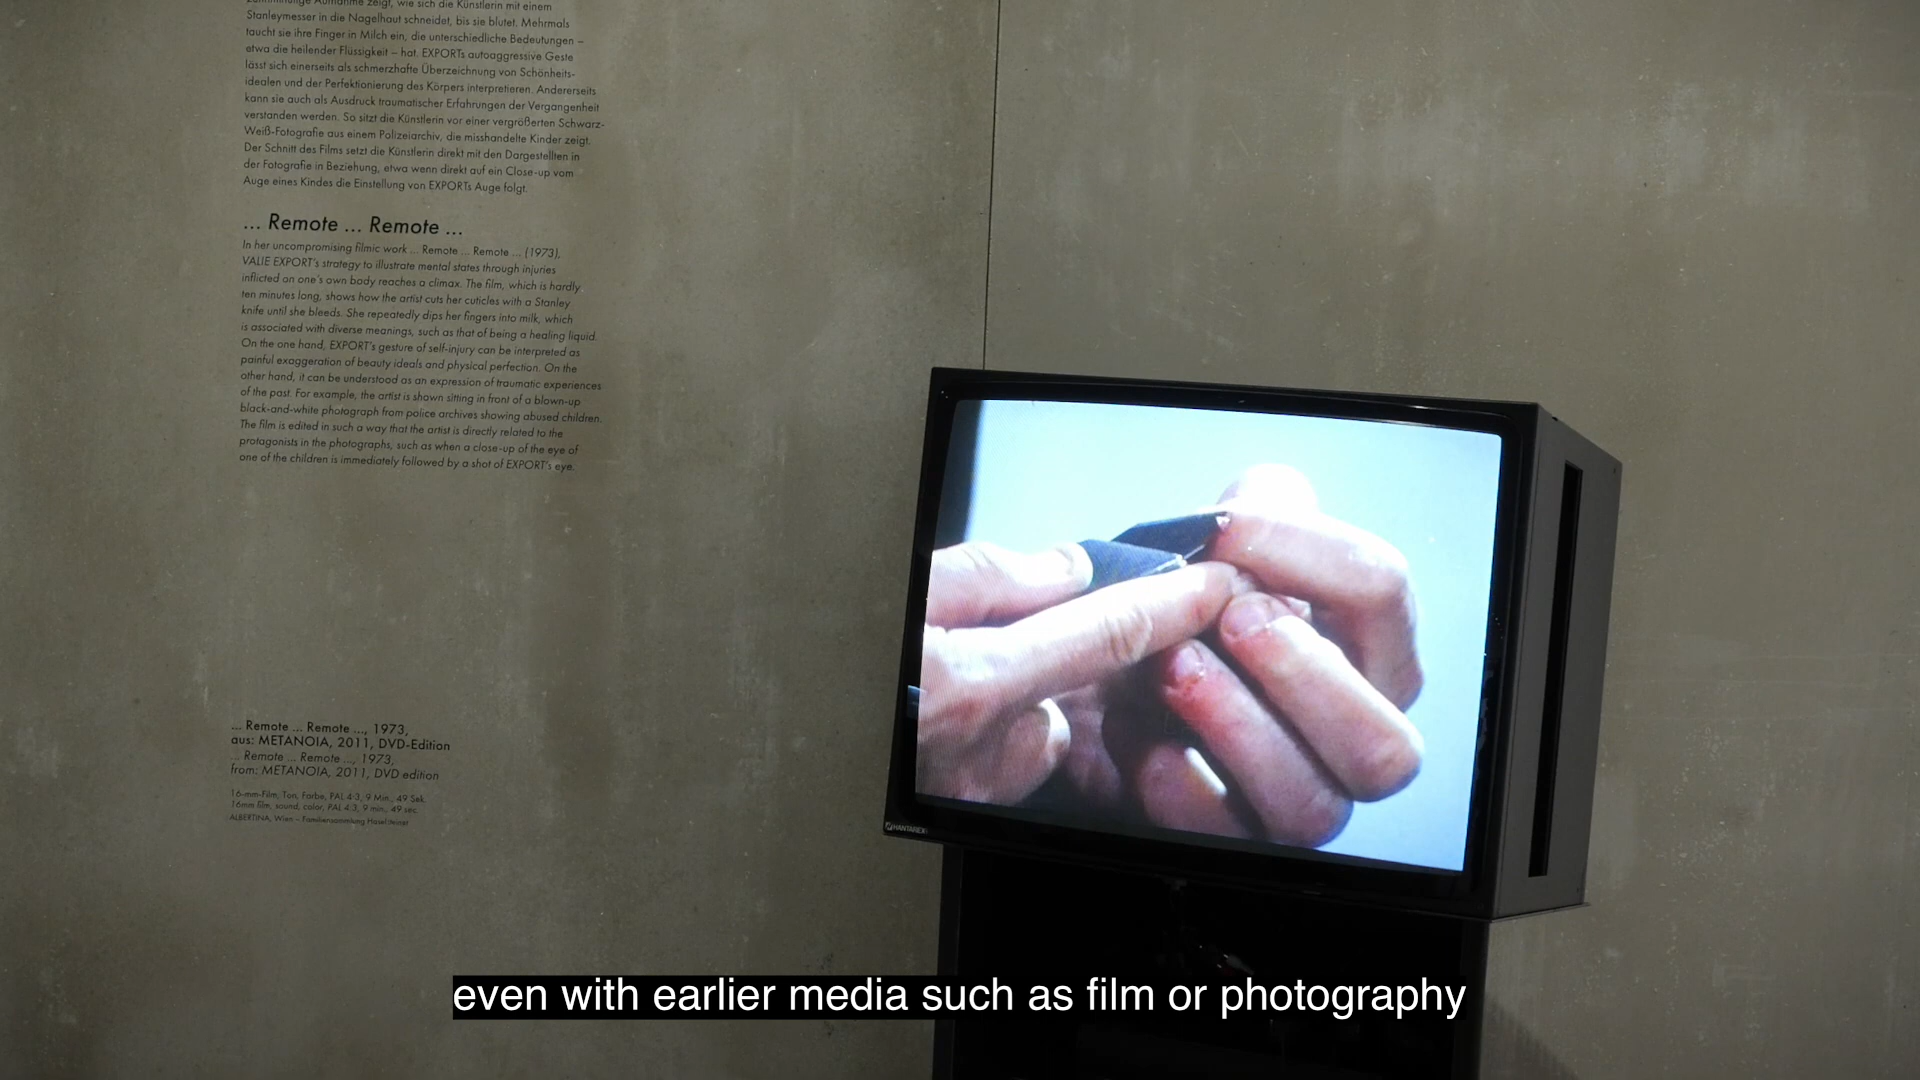 zehnminütige Aufnahme zeigt, wie sich die Künstlerin mit einem
Stanleymesser in die Nagelhaut schneidet, bis sie blutet. Mehrmals
taucht sie ihre Finger in Milch ein, die unterschiedliche Bedeutungen –
etwa die heilender Flüssigkeit – hat. EXPORTs autoaggressive Geste
lässt sich einerseits als schmerzhafte Überzeichnung von Schönheits-
idealen und der Perfektionierung des Körpers interpretieren. Andererseits
kann sie auch als Ausdruck traumatischer Erfahrungen der Vergangenheit
verstanden werden. So sitzt die Künstlerin vor einer vergrößerten Schwarz-
Weiß-Fotografie aus einem Polizeiarchiv, die misshandelte Kinder zeigt.
Der Schnitt des Films setzt die Künstlerin direkt mit den Dargestellten in
der Fotografie in Beziehung, etwa wenn direkt auf ein Close-up vom
Auge eines Kindes die Einstellung von EXPORTs Auge folgt.
... Remote ... Remote ...
In her uncompromising filmic work ... Remote ... Remote ... (1973),
VALIE EXPORT's strategy to illustrate mental states through injuries
inflicted on one's own body reaches a climax. The film, which is hardly
ten minutes long, shows how the artist cuts her cuticles with a Stanley
knife until she bleeds. She repeatedly dips her fingers into milk, which
is associated with diverse meanings, such as that of being a healing liquid.
On the one hand, EXPORT's gesture of self-injury can be interpreted as
painful exaggeration of beauty ideals and physical perfection. On the
other hand, it can be understood as an expression of traumatic experiences
of the past. For example, the artist is shown sitting in front of a blown-up
black-and-white photograph from police archives showing abused children.
The film is edited in such a way that the artist is directly related to the
protagonists in the photographs, such as when a close-up of the eye of
one of the children is immediately followed by a shot of EXPORT's eye.
... Remote ... Remote ..., 1973,
aus: METANOIA, 2011, DVD-Edition
... Remote ... Remote ..., 1973,
from: METANOIA, 2011, DVD edition
16-mm-Film, Ton, Farbe, PAL 4:3, 9 Min., 49 Sek.
16mm film, sound, color, PAL 4:3, 9 min., 49 sec.
ALBERTINA, Wien – Familiensammlung Haselsteiner
HANTAREX
even with earlier media such as film or photography